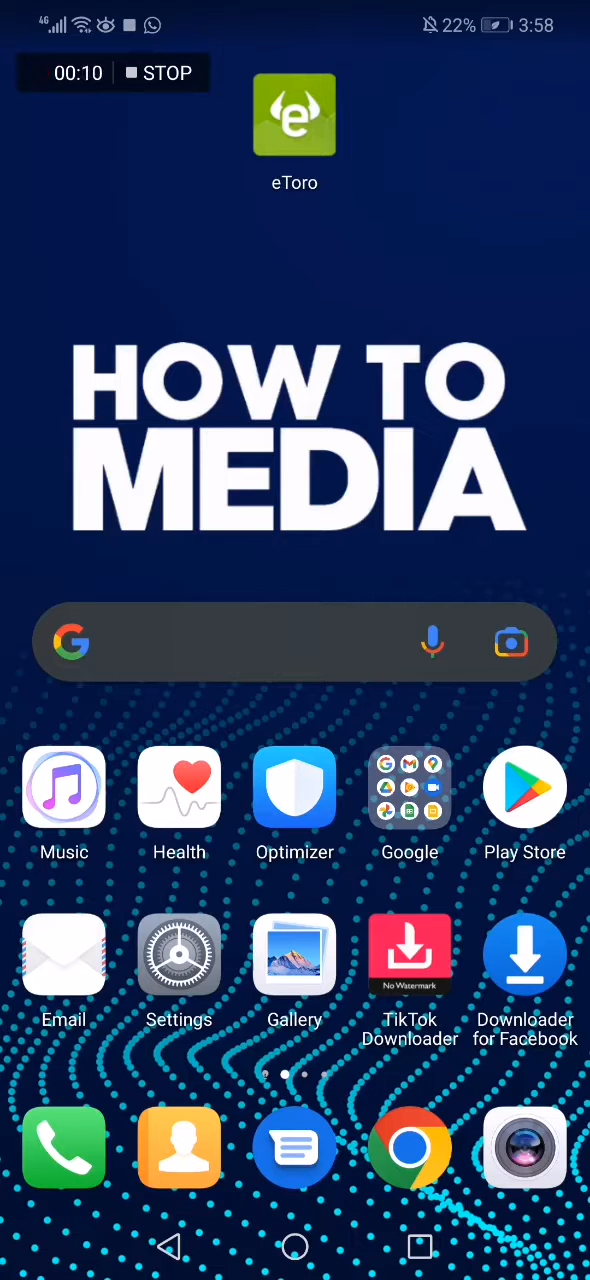 4G
22%
3:58
00:10
STOP
e
eToro
HOW TO
MEDIA
Music
Health
Optimizer
Google
Play Store
No Watermark
Email
Settings
Gallery
TikTok
Downloader
Downloader
for Facebook